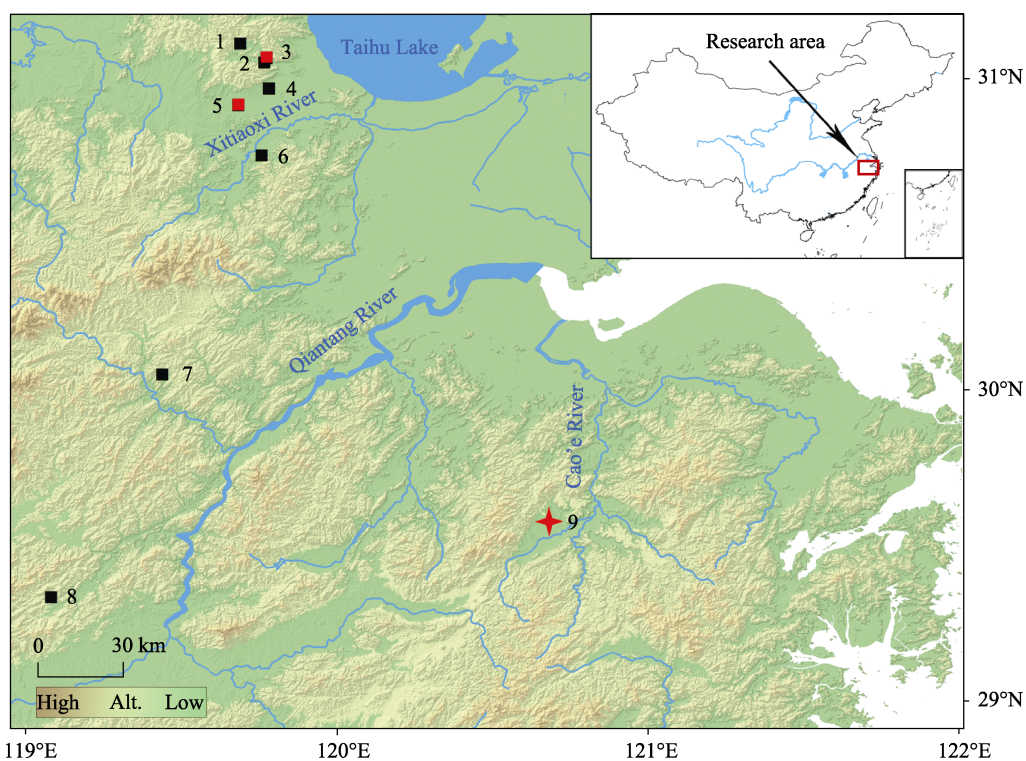 Taihu Lake
Research area
31°N
1
3
2
4
5
Xitiaoxi River
6
Qiantang River
30°N
7
Cao’e River
9
8
0
30 km
High
Alt.
Low
29°N
119°E
120°E
121°E
122°E